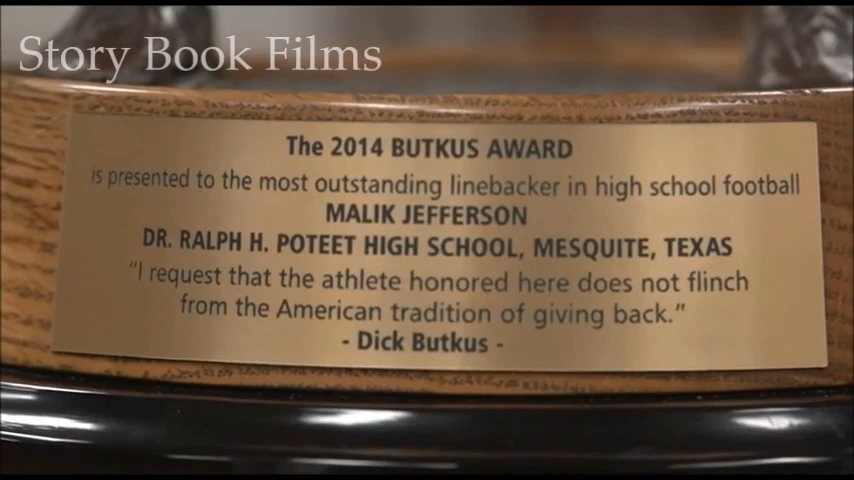 Story Book Films
The 2014 BUTKUS AWARD
is presented to the most outstanding linebacker in high school football
MALIK JEFFERSON
DR. RALPH H. POTEET HIGH SCHOOL, MESQUITE, TEXAS
“I request that the athlete honored here does not flinch
from the American tradition of giving back.”
- Dick Butkus -